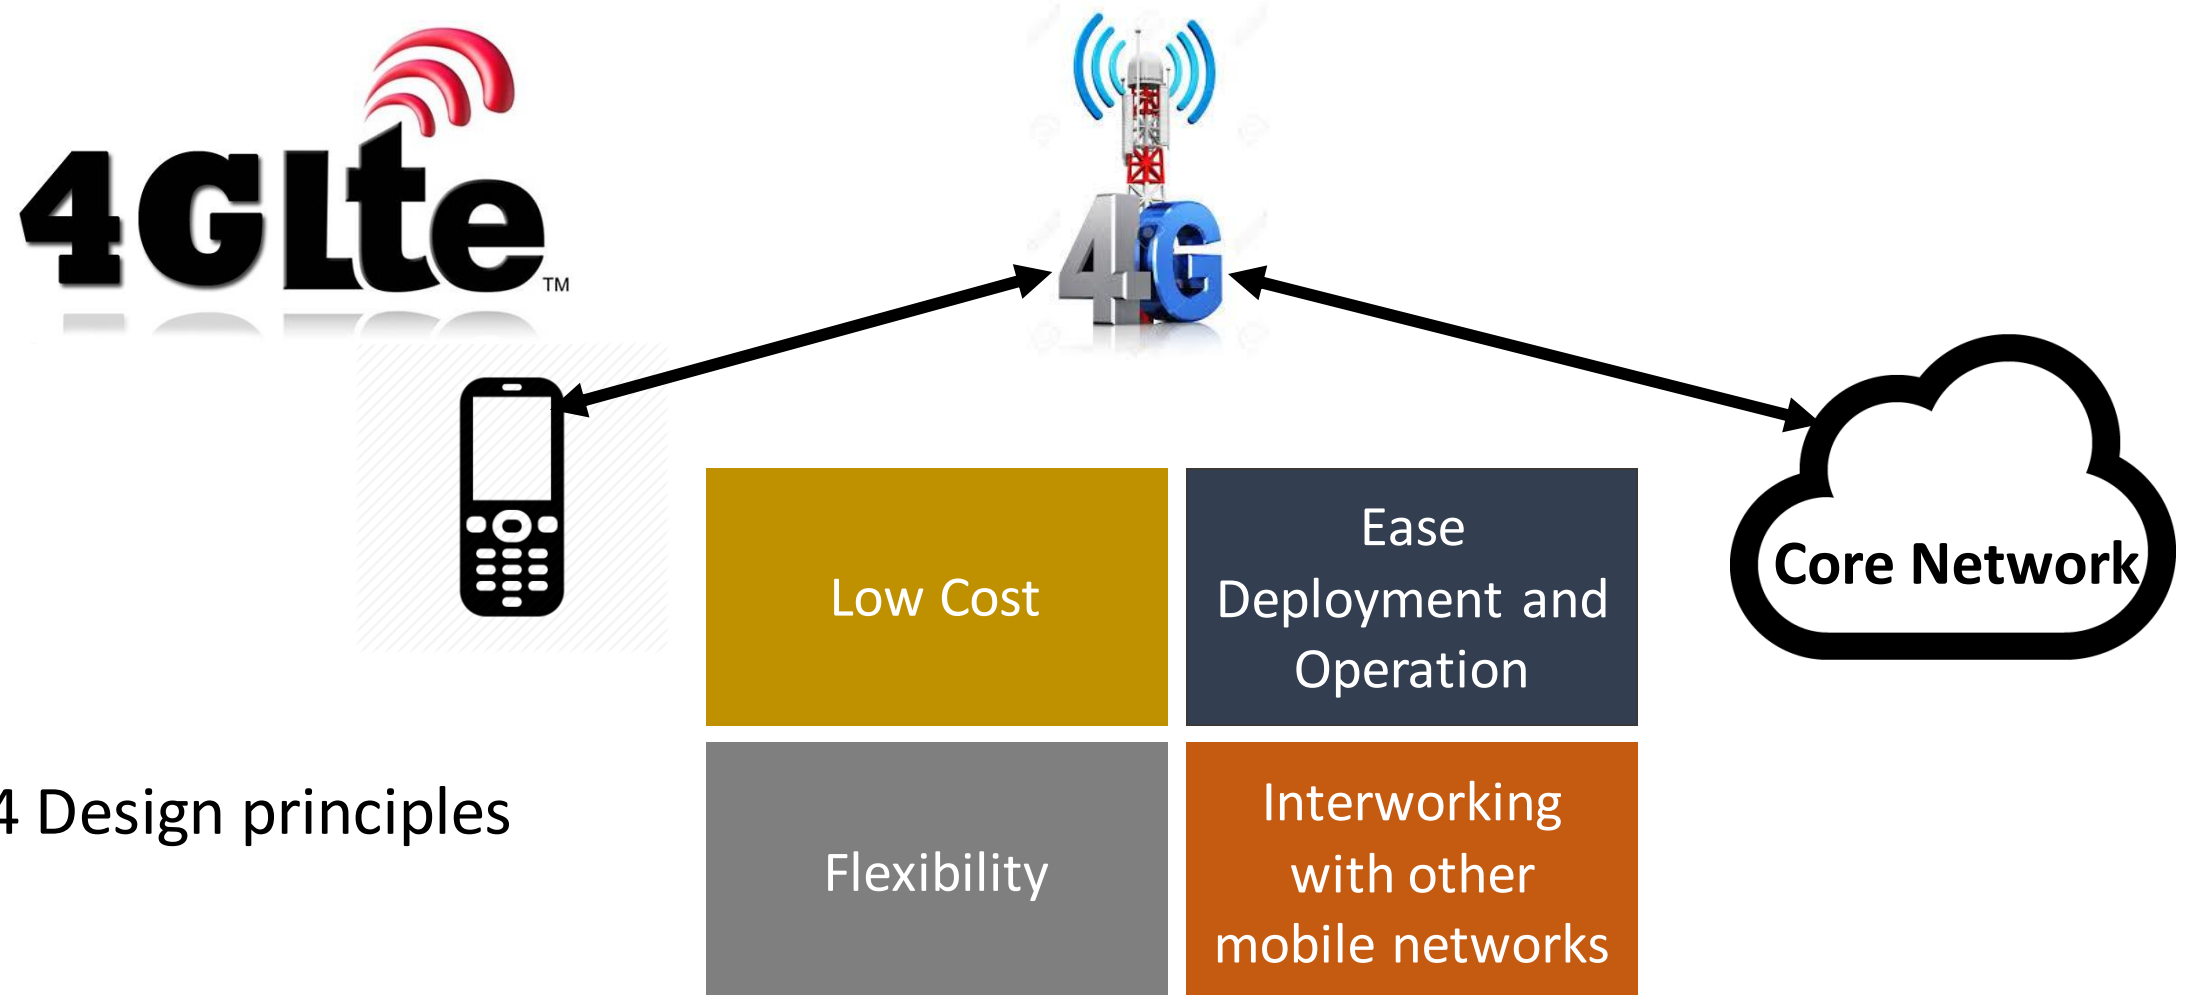 4Glte
TM
4G
Core Network
Low Cost
Ease
Deployment and
Operation
4 Design principles
Flexibility
Interworking
with other
mobile networks